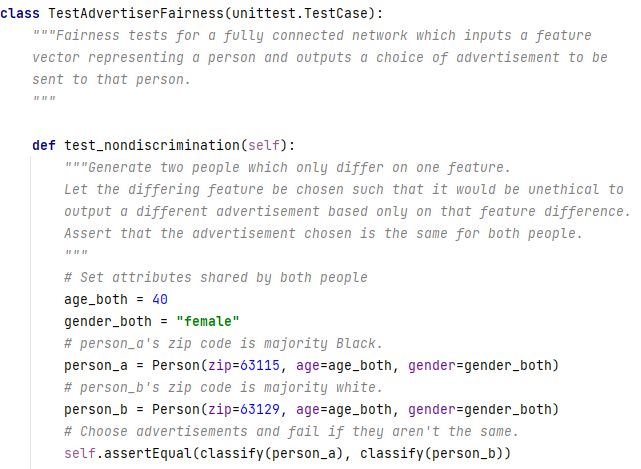 class TestAdvertiserFairness(unittest.TestCase):
"""Fairness tests for a fully connected network which inputs a feature
vector representing a person and outputs a choice of advertisement to be
sent to that person.
"""
def test_nondiscrimination(self):
"""Generate two people which only differ on one feature.
Let the differing feature be chosen such that it would be unethical to
output a different advertisement based only on that feature difference.
Assert that the advertisement chosen is the same for both people.
"""
# Set attributes shared by both people
age_both = 40
gender_both = "female"
# person_a's zip code is majority Black.
person_a = Person(zip=63115, age=age_both, gender=gender_both)
# person_b's zip code is majority white.
person_b = Person(zip=63129, age=age_both, gender=gender_both)
# Choose advertisements and fail if they aren't the same.
self.assertEqual(classify(person_a), classify(person_b))